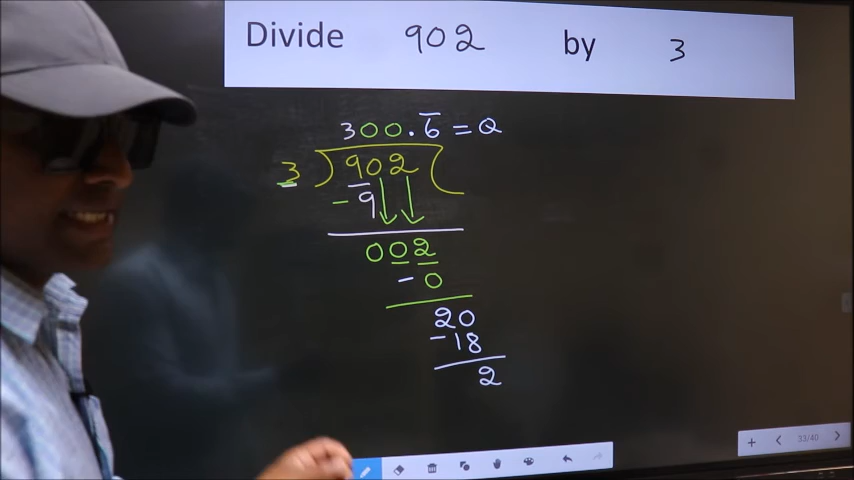 Divide 902 by 3
300.6̅ = Q
3 ) 902 (
- 9
002
- 0
20
- 18
2
33/40